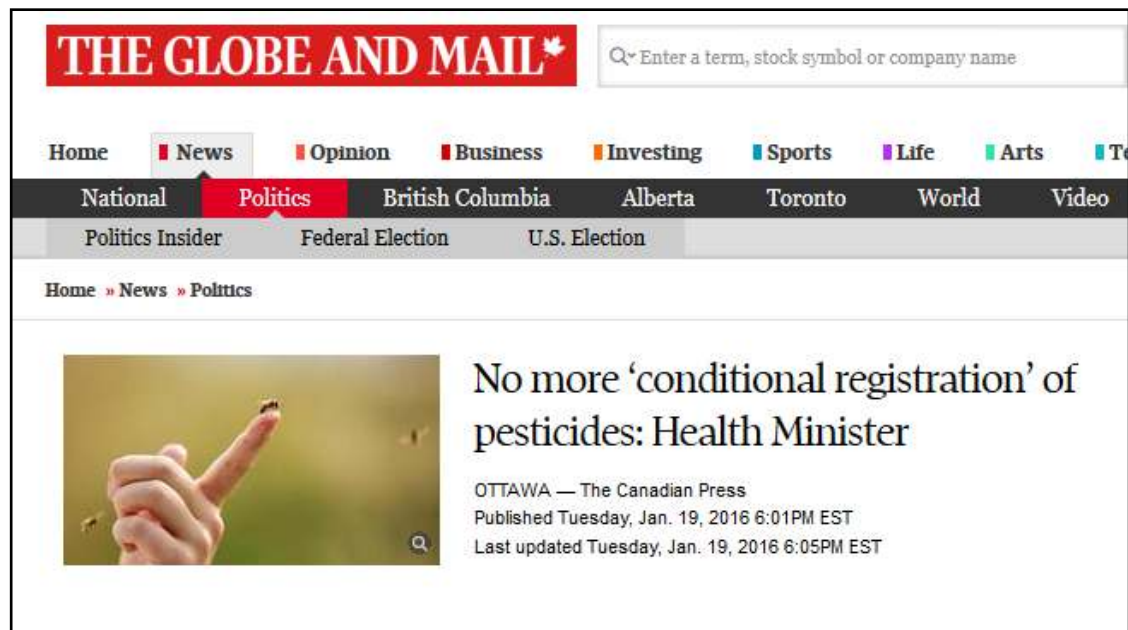 THE GLOBE AND MAIL
Enter a term, stock symbol or company name
Home News Opinion Business Investing Sports Life Arts
National Politics British Columbia Alberta Toronto World Video
Politics Insider Federal Election U.S. Election
Home » News » Politics
No more ‘conditional registration’ of
pesticides: Health Minister
OTTAWA — The Canadian Press
Published Tuesday, Jan. 19, 2016 6:01PM EST
Last updated Tuesday, Jan. 19, 2016 6:05PM EST